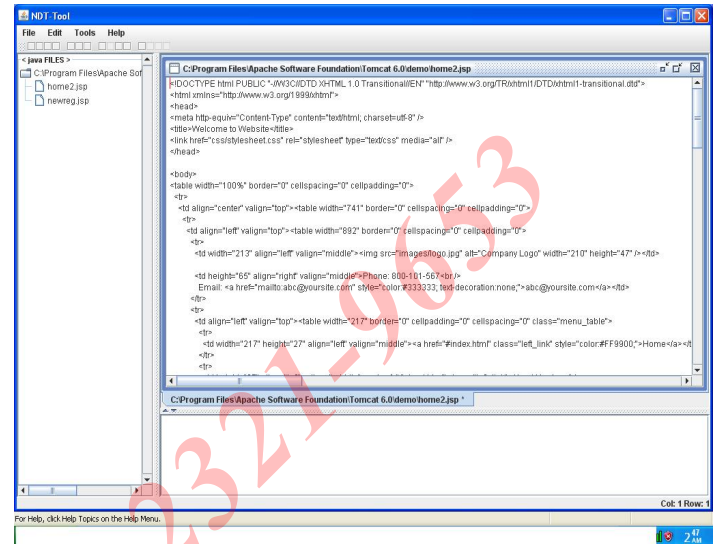 NDT-Tool
File Edit Tools Help
< java FILES >
C:\Program Files\Apache Sof
home2.jsp
newreg.jsp
C:\Program Files\Apache Software Foundation\Tomcat 6.0\demo\home2.jsp
<!DOCTYPE html PUBLIC "-//W3C//DTD XHTML 1.0 Transitional//EN" "http://www.w3.org/TR/xhtml1/DTD/xhtml1-transitional.dtd">
<html xmlns="http://www.w3.org/1999/xhtml">
<head>
<meta http-equiv="Content-Type" content="text/html; charset=utf-8" />
<title>Welcome to Website</title>
<link href="css/stylesheet.css" rel="stylesheet" type="text/css" media="all" />
</head>
<body>
<table width="100%" border="0" cellspacing="0" cellpadding="0">
<tr>
<td align="center" valign="top"><table width="741" border="0" cellspacing="0" cellpadding="0">
<tr>
<td align="left" valign="top"><table width="892" border="0" cellspacing="0" cellpadding="0">
<tr>
<td width="213" align="left" valign="middle"><img src="images/logo.jpg" alt="Company Logo" width="210" height="47" /></td>
<td height="65" align="right" valign="middle">Phone: 800-101-567<br/>
Email: <a href="mailto:abc@yoursite.com" style="color:#333333; text-decoration:none;">abc@yoursite.com</a></td>
</tr>
<tr>
<td align="left" valign="top"><table width="217" border="0" cellpadding="0" cellspacing="0" class="menu_table">
<tr>
<td width="217" height="27" align="left" valign="middle"><a href="#index.html" class="left_link" style="color:#FF9900;">Home</a></t
</tr>
<tr>
C:\Program Files\Apache Software Foundation\Tomcat 6.0\demo\home2.jsp *
Col: 1 Row: 1
For Help, click Help Topics on the Help Menu.
2 47 AM
2321-9653